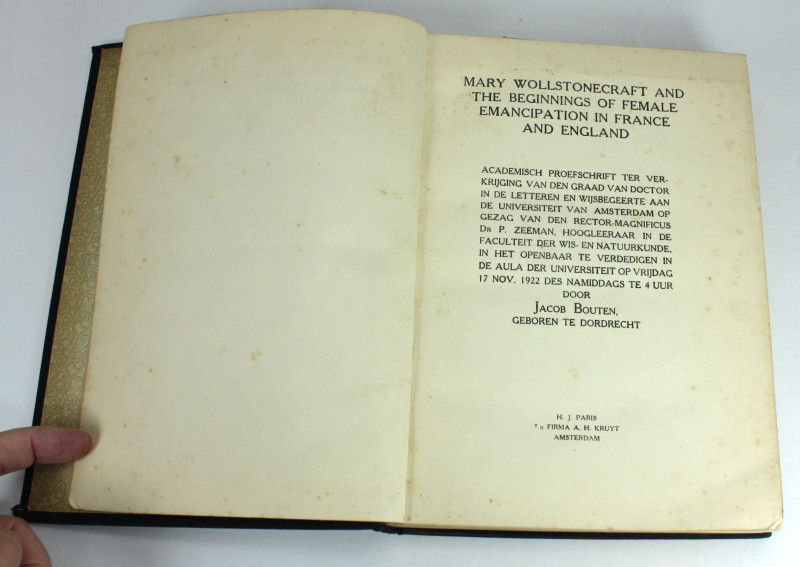 MARY WOLLSTONECRAFT AND
THE BEGINNINGS OF FEMALE
EMANCIPATION IN FRANCE
AND ENGLAND
ACADEMISCH PROEFSCHRIFT TER VER-
KRIJGING VAN DEN GRAAD VAN DOCTOR
IN DE LETTEREN EN WIJSBEGEERTE AAN
DE UNIVERSITEIT VAN AMSTERDAM OP
GEZAG VAN DEN RECTOR-MAGNIFICUS
DR P. ZEEMAN, HOOGLEERAAR IN DE
FACULTEIT DER WIS- EN NATUURKUNDE,
IN HET OPENBAAR TE VERDEDIGEN IN
DE AULA DER UNIVERSITEIT OP VRIJDAG
17 NOV. 1922 DES NAMIDDAGS TE 4 UUR
DOOR
JACOB BOUTEN,
GEBOREN TE DORDRECHT
H. J. PARIS
FIRMA A. H. KRUYT
AMSTERDAM